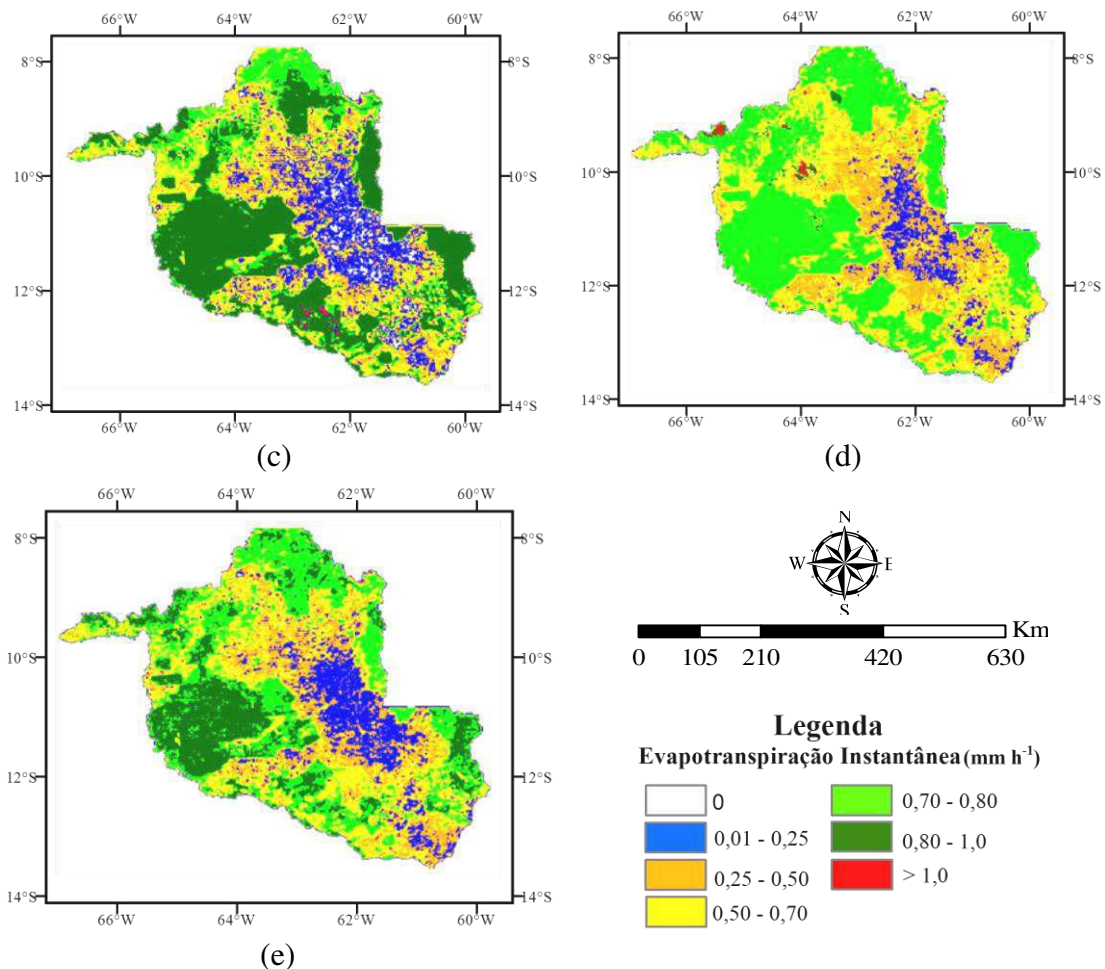 66°W 64°W 62°W 60°W
8°S 8°S
10°S 10°S
12°S 12°S
14°S 14°S
66°W 64°W 62°W 60°W
(c)
66°W 64°W 62°W 60°W
8°S 8°S
10°S 10°S
12°S 12°S
14°S 14°S
66°W 64°W 62°W 60°W
(d)
66°W 64°W 62°W 60°W
8°S 8°S
10°S 10°S
12°S 12°S
14°S 14°S
66°W 64°W 62°W 60°W
(e)
N
W E
S
Km
0 105 210 420 630
Legenda
Evapotranspiração Instantânea (mm h-1)
0 0,70 - 0,80
0,01 - 0,25 0,80 - 1,0
0,25 - 0,50 > 1,0
0,50 - 0,70